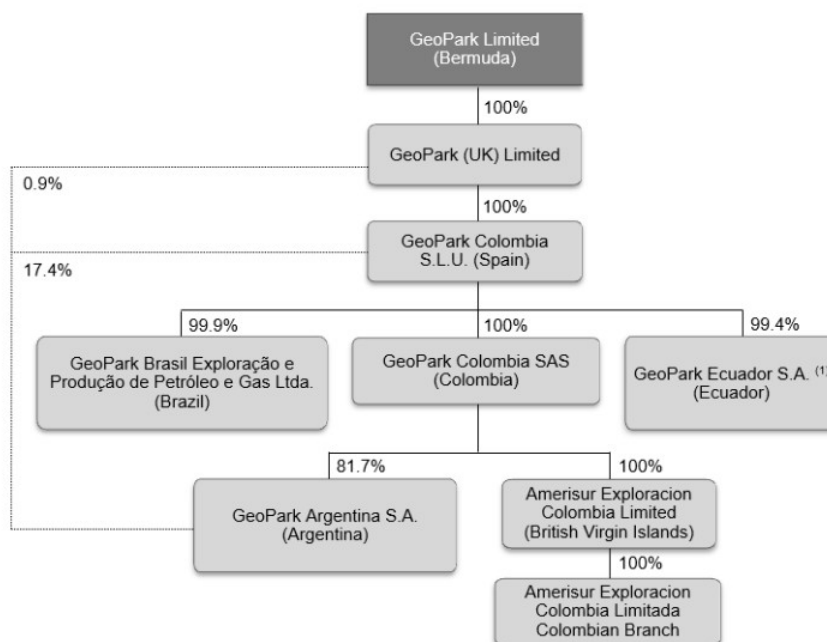 GeoPark Limited
(Bermuda)
100%
GeoPark (UK) Limited
0.9%
100%
GeoPark Colombia
S.L.U. (Spain)
17.4%
99.9%
100%
99.4%
GeoPark Brasil Exploração e
Produção de Petróleo e Gas Ltda.
(Brazil)
GeoPark Colombia SAS
(Colombia)
GeoPark Ecuador S.A. (1)
(Ecuador)
81.7%
100%
GeoPark Argentina S.A.
(Argentina)
Amerisur Exploracion
Colombia Limited
(British Virgin Islands)
100%
Amerisur Exploracion
Colombia Limitada
Colombian Branch